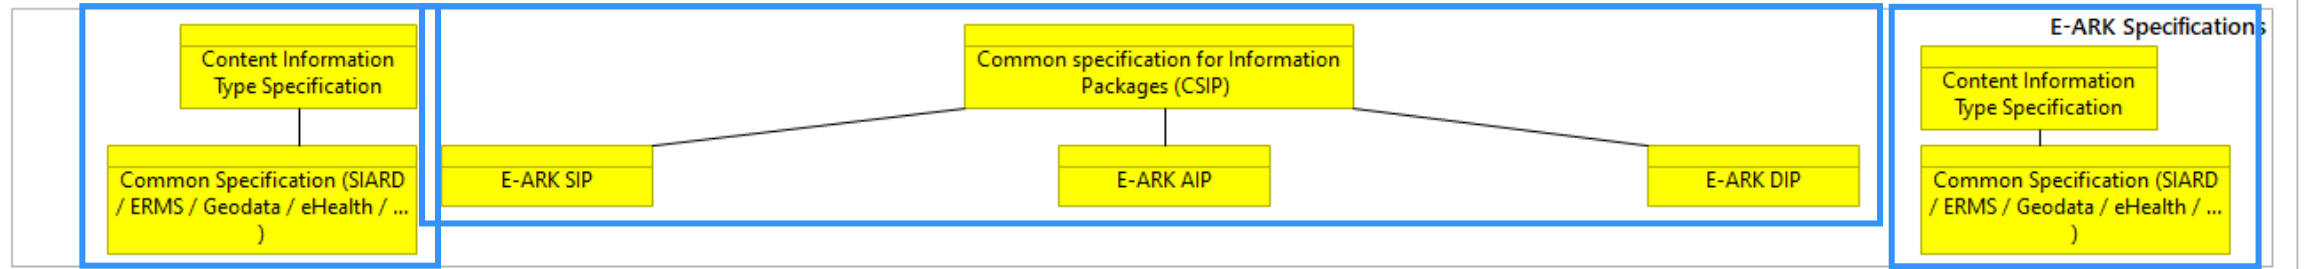 E-ARK Specifications
Content Information
Type Specification
Common Specification (SIARD
/ ERMS / Geodata / eHealth / ...
)
Common specification for Information
Packages (CSIP)
E-ARK SIP
E-ARK AIP
E-ARK DIP
Content Information
Type Specification
Common Specification (SIARD
/ ERMS / Geodata / eHealth / ...
)